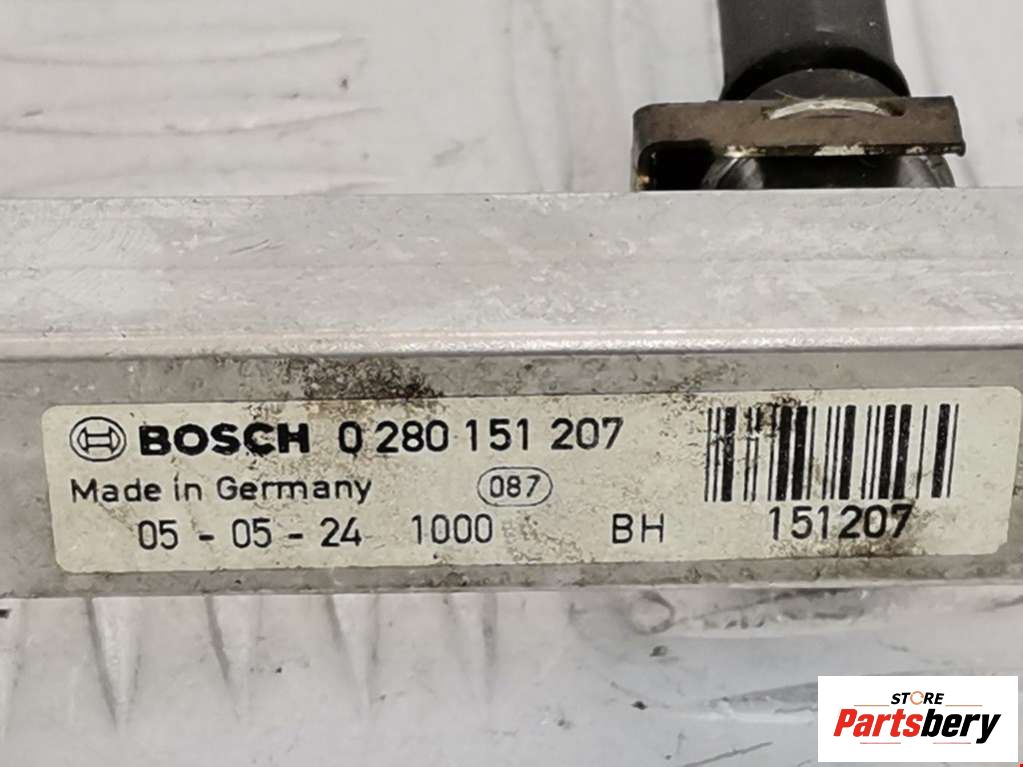 BOSCH 0 280 151 207
Made in Germany 087
05 - 05 - 24 1000 BH 151207
STORE
Partsbery